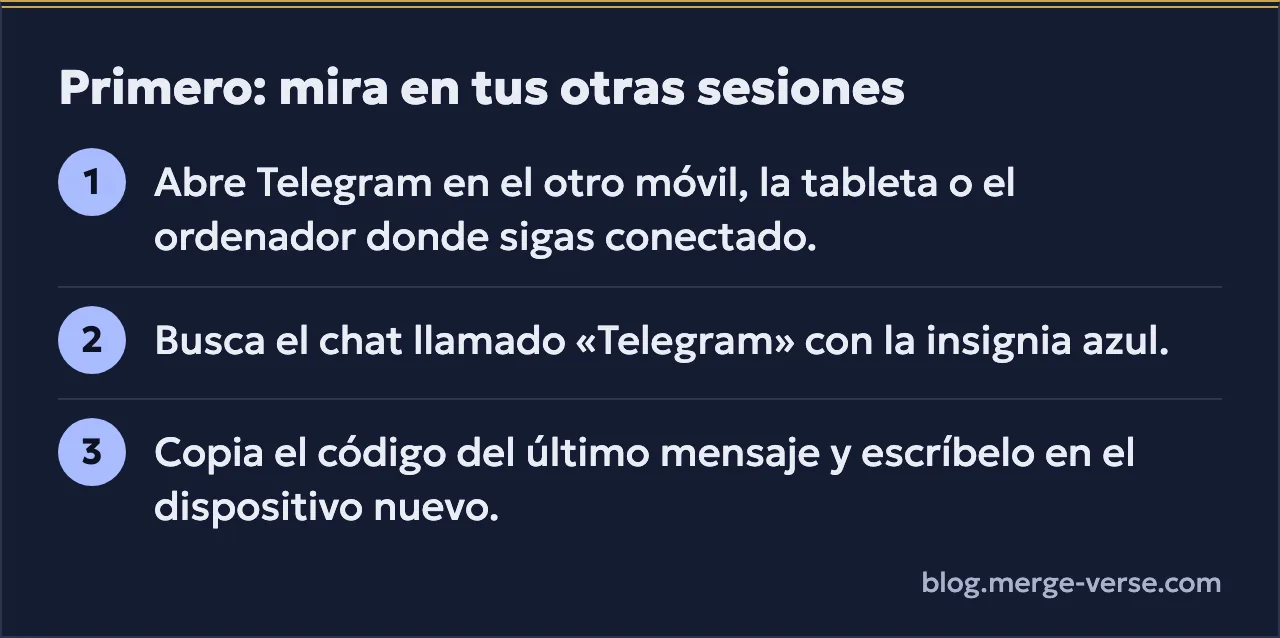 Primero: mira en tus otras sesiones
1
Abre Telegram en el otro móvil, la tableta o el
ordenador donde sigas conectado.
2
Busca el chat llamado «Telegram» con la insignia azul.
3
Copia el código del último mensaje y escríbelo en el
dispositivo nuevo.
blog.merge-verse.com